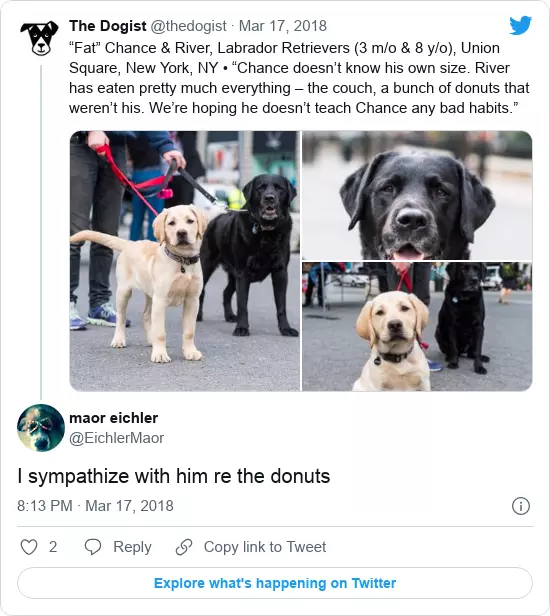 The Dogist @thedogist · Mar 17, 2018
“Fat” Chance & River, Labrador Retrievers (3 m/o & 8 y/o), Union
Square, New York, NY • “Chance doesn’t know his own size. River
has eaten pretty much everything – the couch, a bunch of donuts that
weren’t his. We’re hoping he doesn’t teach Chance any bad habits.”
maor eichler
@EichlerMaor
I sympathize with him re the donuts
8:13 PM · Mar 17, 2018
2 Reply Copy link to Tweet
Explore what's happening on Twitter